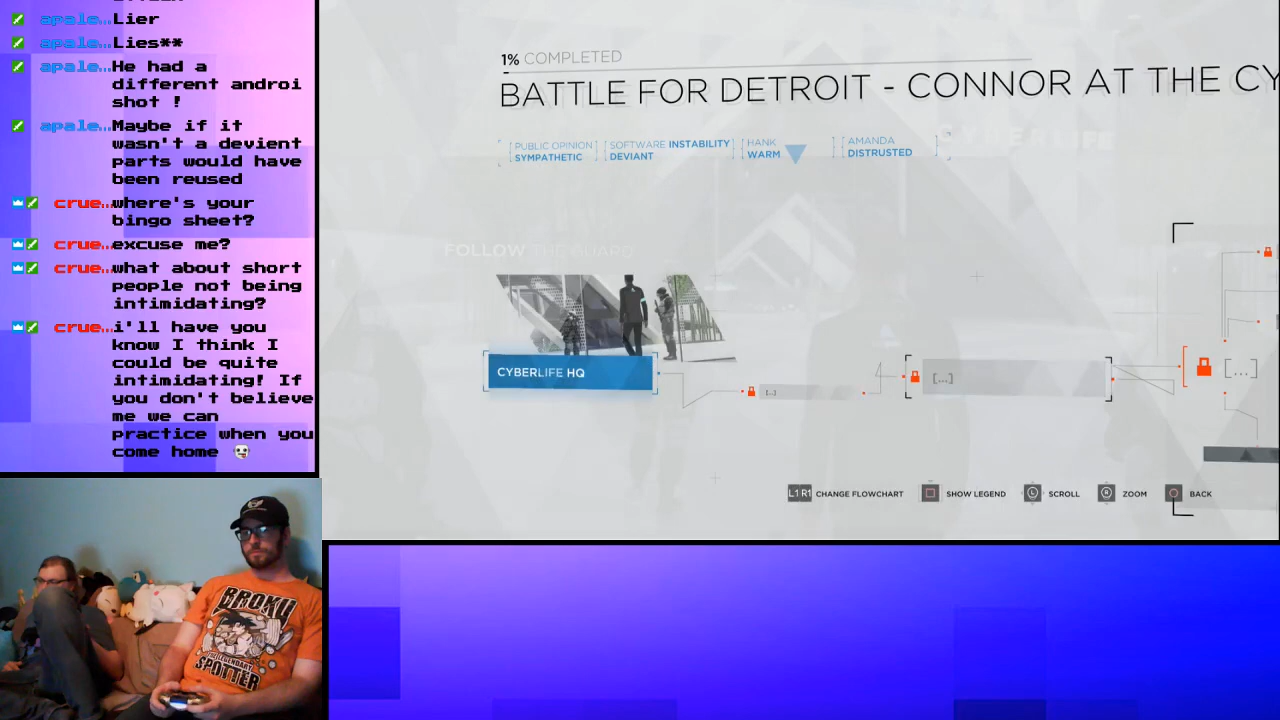 apale...Lier
apale...Lies**
apale...He had a
different androi
shot !
apale...Maybe if it
wasn't a devient
parts would have
been reused
crue...where's your
bingo sheet?
crue...excuse me?
crue...what about short
people not being
intimidating?
crue...i'll have you
know I think I
could be quite
intimidating! If
you don't believe
me we can
practice when you
come home
1% COMPLETED
BATTLE FOR DETROIT - CONNOR AT THE CY
PUBLIC OPINION
SYMPATHETIC
SOFTWARE INSTABILITY
DEVIANT
HANK
WARM
AMANDA
DISTRUSTED
FOLLOW THE GUARD
CYBERLIFE HQ
[...]
[...]
[...]
L1 R1 CHANGE FLOWCHART
SHOW LEGEND
L SCROLL
R ZOOM
BACK
BROKU
THE LEGENDARY
SPOTTER